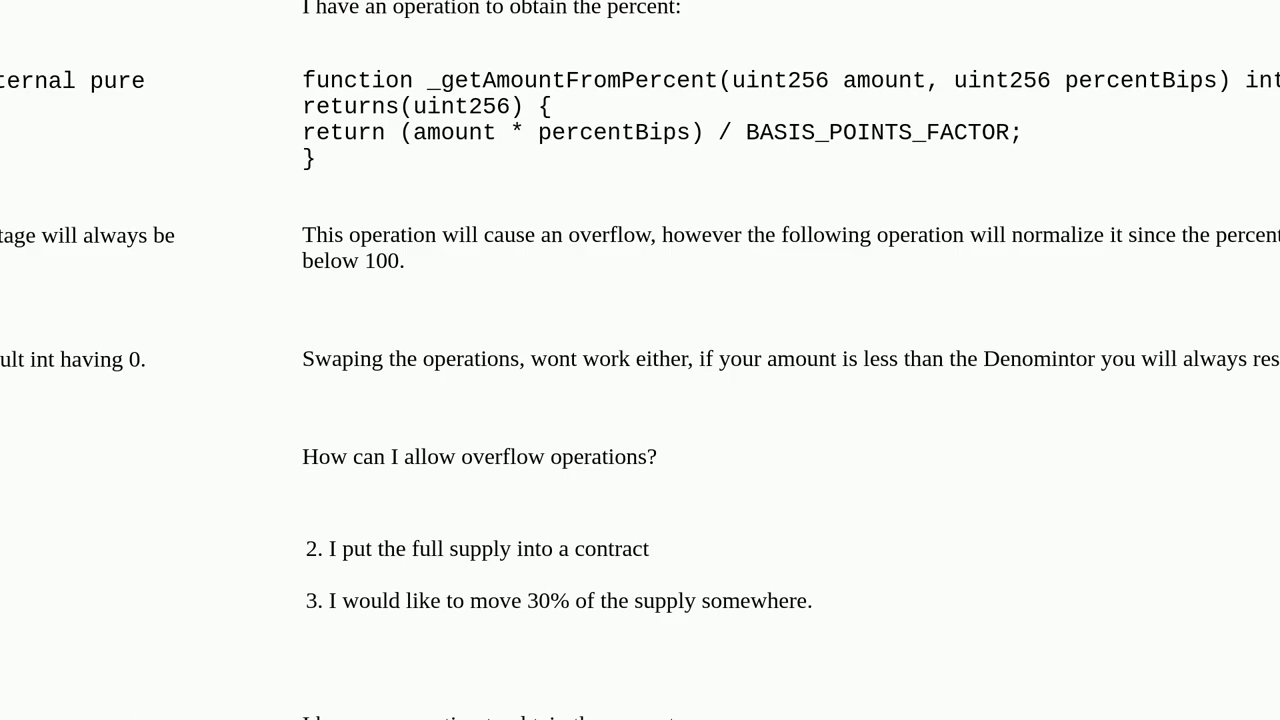 I have an operation to obtain the percent:
ternal pure
function _getAmountFromPercent(uint256 amount, uint256 percentBips) int
returns(uint256) {
return (amount * percentBips) / BASIS_POINTS_FACTOR;
}
tage will always be
This operation will cause an overflow, however the following operation will normalize it since the percent
below 100.
ult int having 0.
Swaping the operations, wont work either, if your amount is less than the Denomintor you will always res
How can I allow overflow operations?
2. I put the full supply into a contract
3. I would like to move 30% of the supply somewhere.